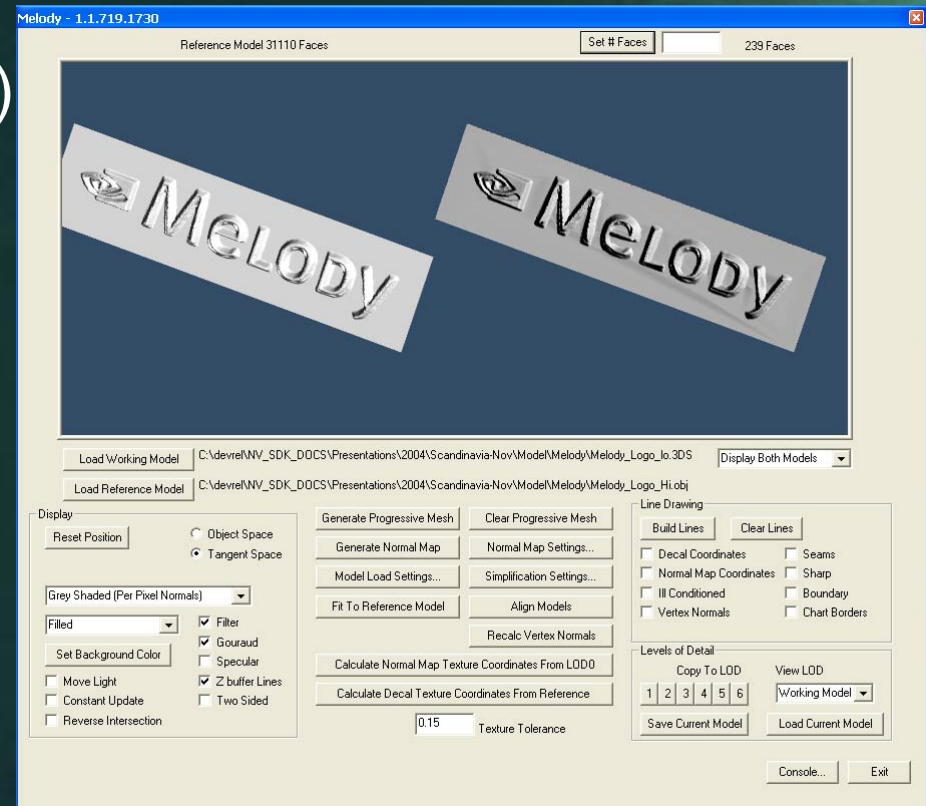 )
Melody - 1.1.719.1730
Reference Model 31110 Faces
Set # Faces
239 Faces
MeLODY
MeLODY
Load Working Model C:\devrel\NV_SDK_DOCS\Presentations\2004\Scandinavia-Nov\Model\Melody\Melody_Logo_lo.3DS Display Both Models
Load Reference Model C:\devrel\NV_SDK_DOCS\Presentations\2004\Scandinavia-Nov\Model\Melody\Melody_Logo_Hi.obj
Display
Reset Position
Object Space
Tangent Space
Grey Shaded (Per Pixel Normals)
Filled
Filter
Gouraud
Set Background Color
Specular
Move Light
Z buffer Lines
Constant Update
Two Sided
Reverse Intersection
Generate Progressive Mesh
Clear Progressive Mesh
Generate Normal Map
Normal Map Settings...
Model Load Settings...
Simplification Settings...
Fit To Reference Model
Align Models
Recalc Vertex Normals
Calculate Normal Map Texture Coordinates From LOD0
Calculate Decal Texture Coordinates From Reference
0.15 Texture Tolerance
Line Drawing
Build Lines
Clear Lines
Decal Coordinates
Seams
Normal Map Coordinates
Sharp
Ill Conditioned
Boundary
Vertex Normals
Chart Borders
Levels of Detail
Copy To LOD
View LOD
1 2 3 4 5 6
Working Model
Save Current Model
Load Current Model
Console...
Exit